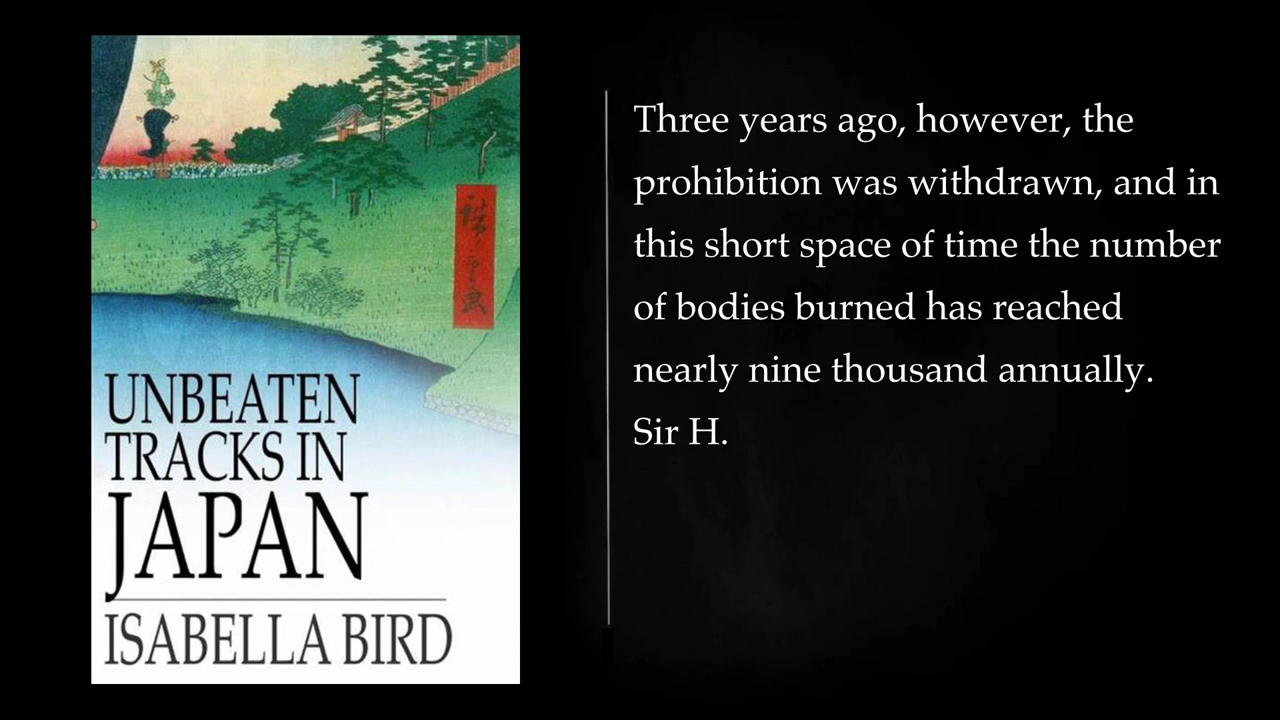 UNBEATEN
TRACKS IN
JAPAN
ISABELLA BIRD
Three years ago, however, the
prohibition was withdrawn, and in
this short space of time the number
of bodies burned has reached
nearly nine thousand annually.
Sir H.